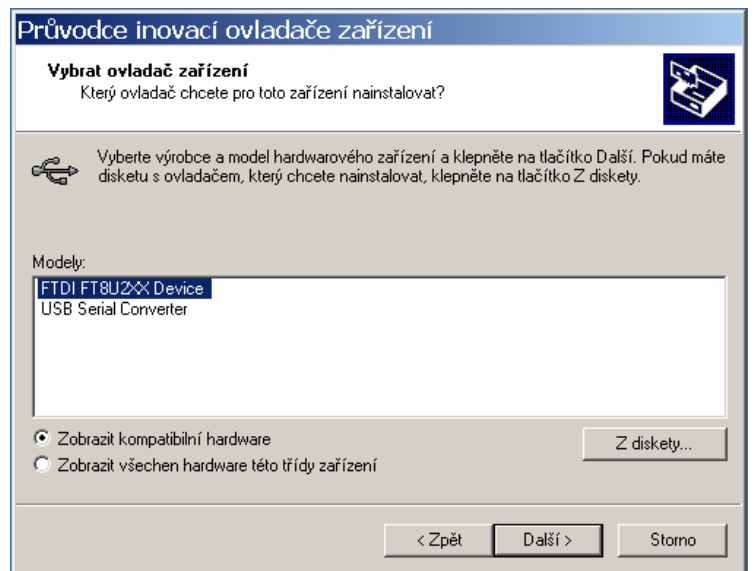 Průvodce inovací ovladače zařízení
Vybrat ovladač zařízení
Který ovladač chcete pro toto zařízení nainstalovat?
Vyberte výrobce a model hardwarového zařízení a klepněte na tlačítko Další. Pokud máte
disketu s ovladačem, který chcete nainstalovat, klepněte na tlačítko Z diskety.
Modely:
FTDI FT8U2XX Device
USB Serial Converter
Zobrazit kompatibilní hardware
Z diskety...
Zobrazit všechen hardware této třídy zařízení
< Zpět
Další >
Storno